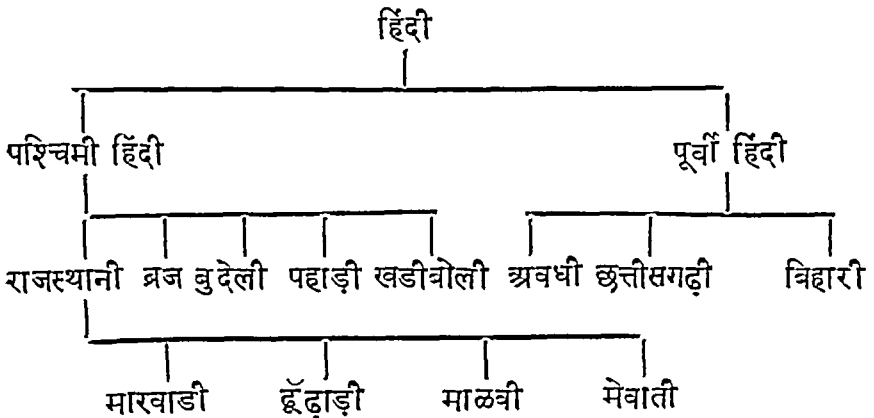 हिंदी
पश्चिमी हिंदी पूर्वी हिंदी
राजस्थानी ब्रज बुदेली पहाड़ी खडीबोली अवधी छत्तीसगढ़ी बिहारी
मारवाडी ढूँढाड़ी माळवी मेवाती